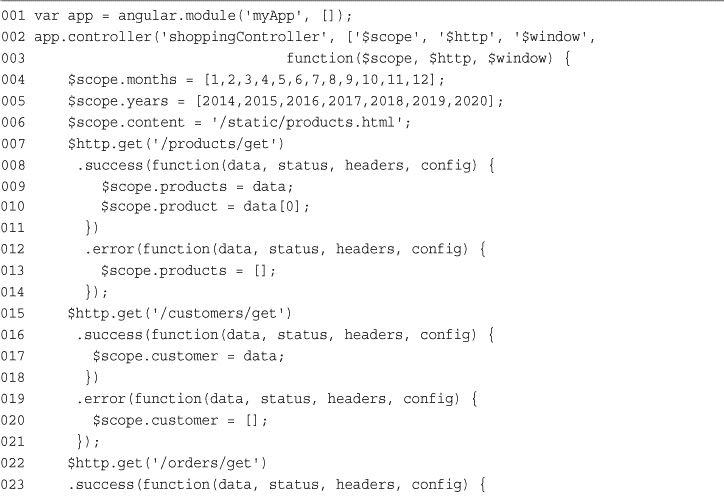 001 var app = angular.module('myApp', []);
002 app.controller('shoppingController', ['$scope', '$http', '$window',
003                               function($scope, $http, $window) {
004     $scope.months = [1,2,3,4,5,6,7,8,9,10,11,12];
005     $scope.years = [2014,2015,2016,2017,2018,2019,2020];
006     $scope.content = '/static/products.html';
007     $http.get('/products/get')
008      .success(function(data, status, headers, config) {
009         $scope.products = data;
010         $scope.product = data[0];
011       })
012       .error(function(data, status, headers, config) {
013         $scope.products = [];
014       });
015     $http.get('/customers/get')
016      .success(function(data, status, headers, config) {
017        $scope.customer = data;
018       })
019      .error(function(data, status, headers, config) {
020        $scope.customer = [];
021      });
022     $http.get('/orders/get')
023     .success(function(data, status, headers, config) {